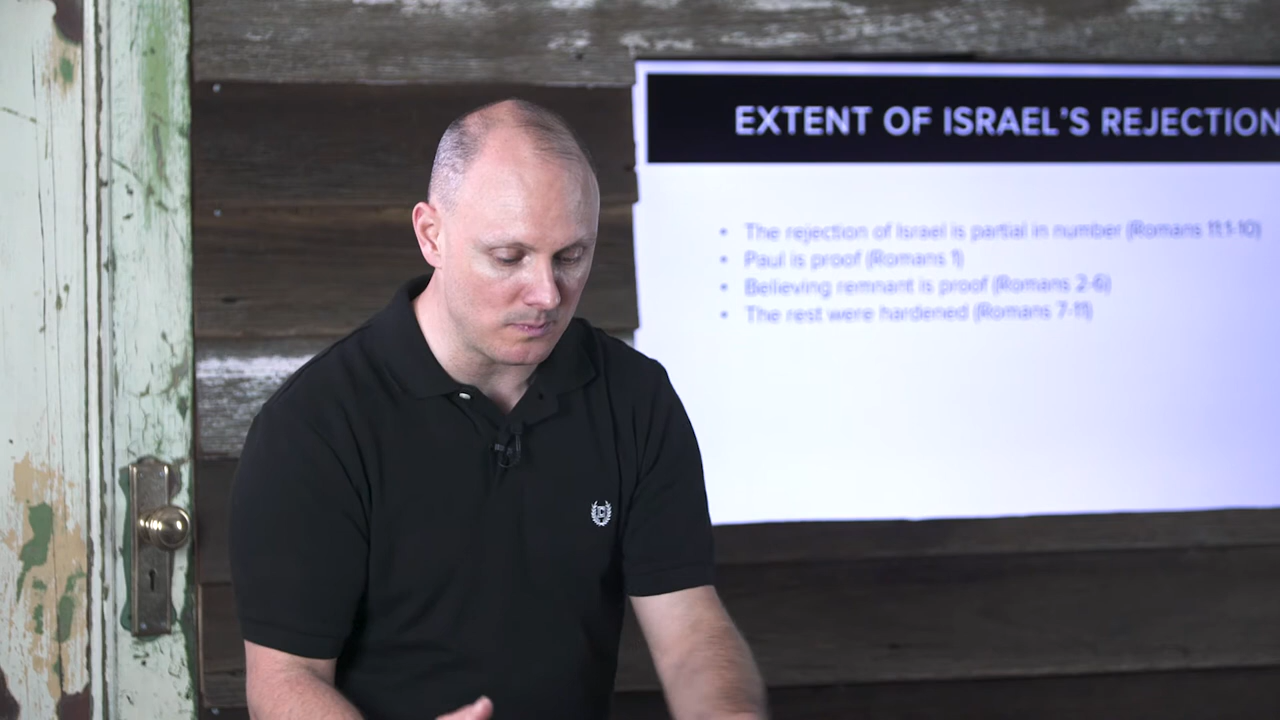 EXTENT OF ISRAEL'S REJECTION
• The rejection of Israel is partial in number (Romans 11:1-10)
• Paul is proof (Romans 1)
• Believing remnant is proof (Romans 2-6)
• The rest were hardened (Romans 7-11)